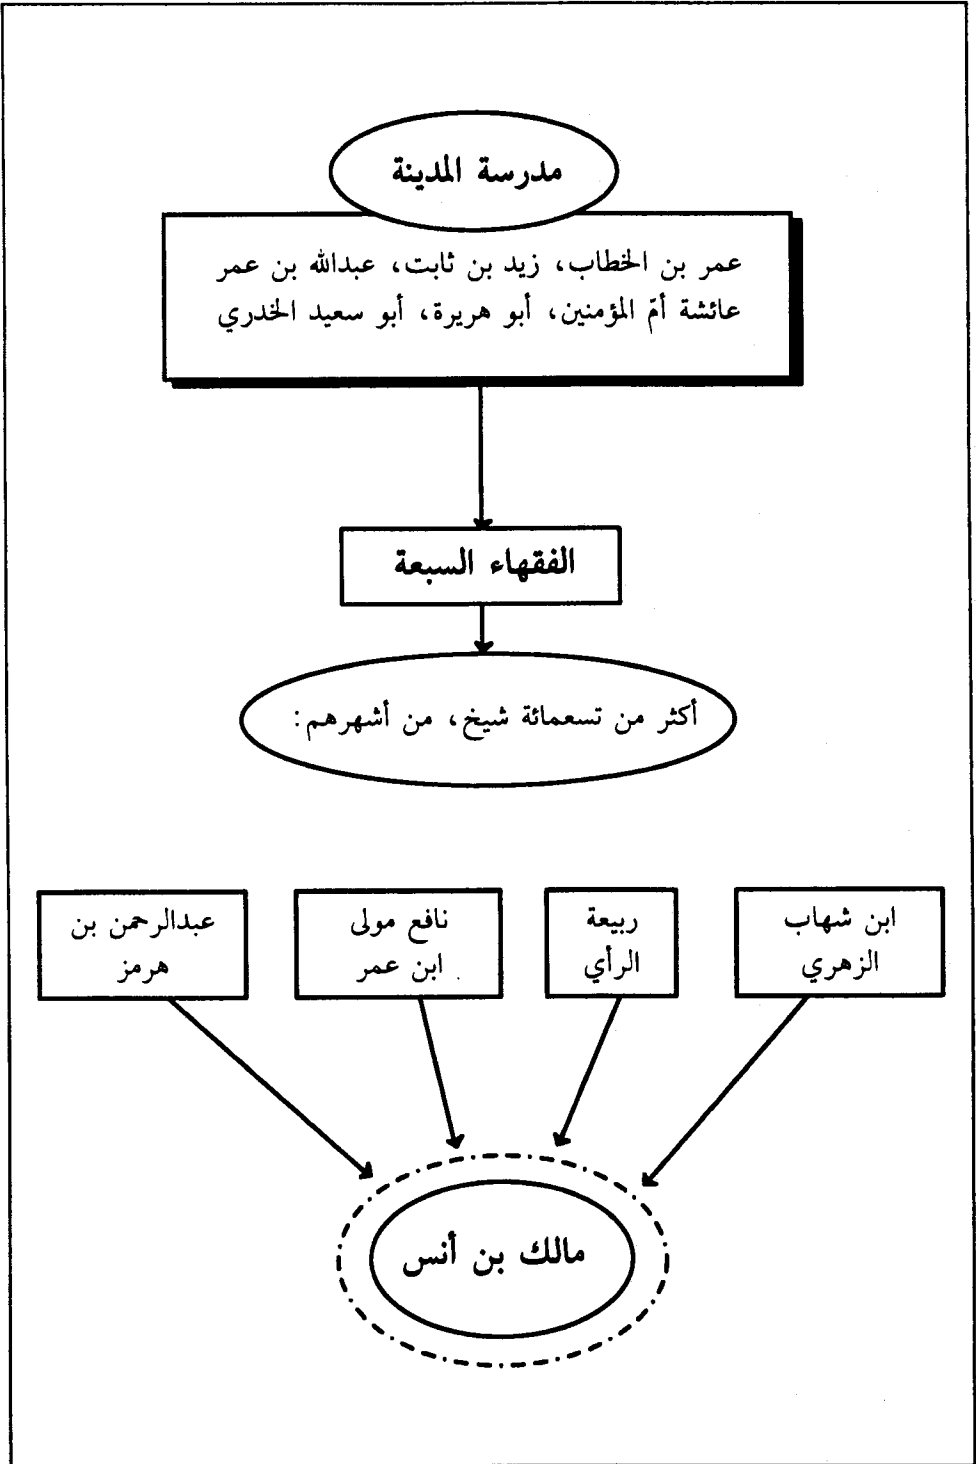 مدرسة المدينة
عمر بن الخطاب، زيد بن ثابت، عبدالله بن عمر
عائشة أمّ المؤمنين، أبو هريرة، أبو سعيد الخدري
الفقهاء السبعة
أكثر من تسعمائة شيخ، من أشهرهم:
ابن شهاب
الزهري
ربيعة
الرأي
نافع مولى
ابن عمر
عبدالرحمن بن
هرمز
مالك بن أنس